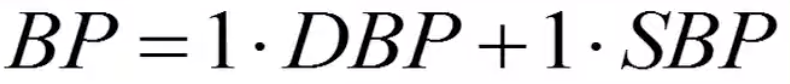 BP = 1 · DBP + 1 · SBP